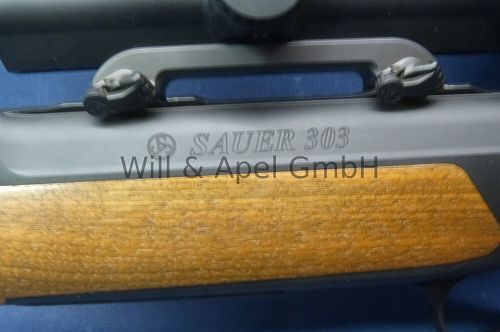 SAUER 303
Will & Apel GmbH